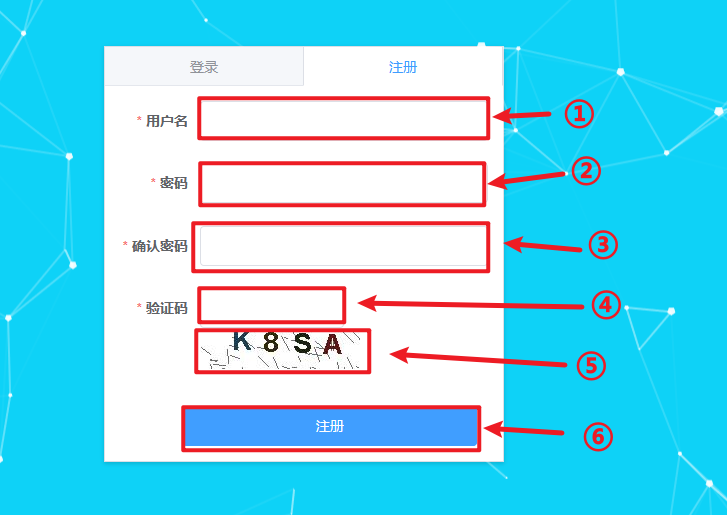 登录 注册
* 用户名 ①
* 密码 ②
* 确认密码 ③
* 验证码 ④
K8SA ⑤
注册 ⑥